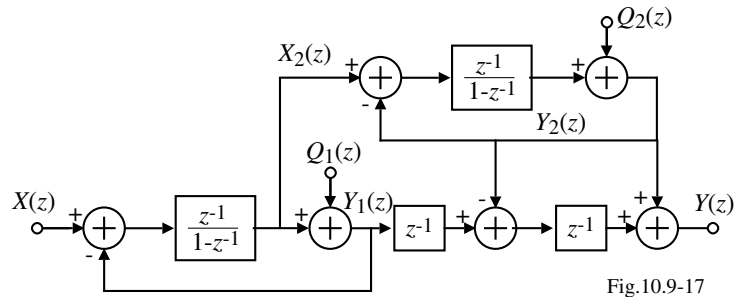 Q₂(z)
X₂(z)
+
+
z⁻¹
1-z⁻¹
+
+
-
Y₂(z)
Q₁(z)
X(z)
+
+
z⁻¹
1-z⁻¹
+
+
Y₁(z)
z⁻¹
+
-
+
z⁻¹
+
+
+
Y(z)
-
Fig.10.9-17